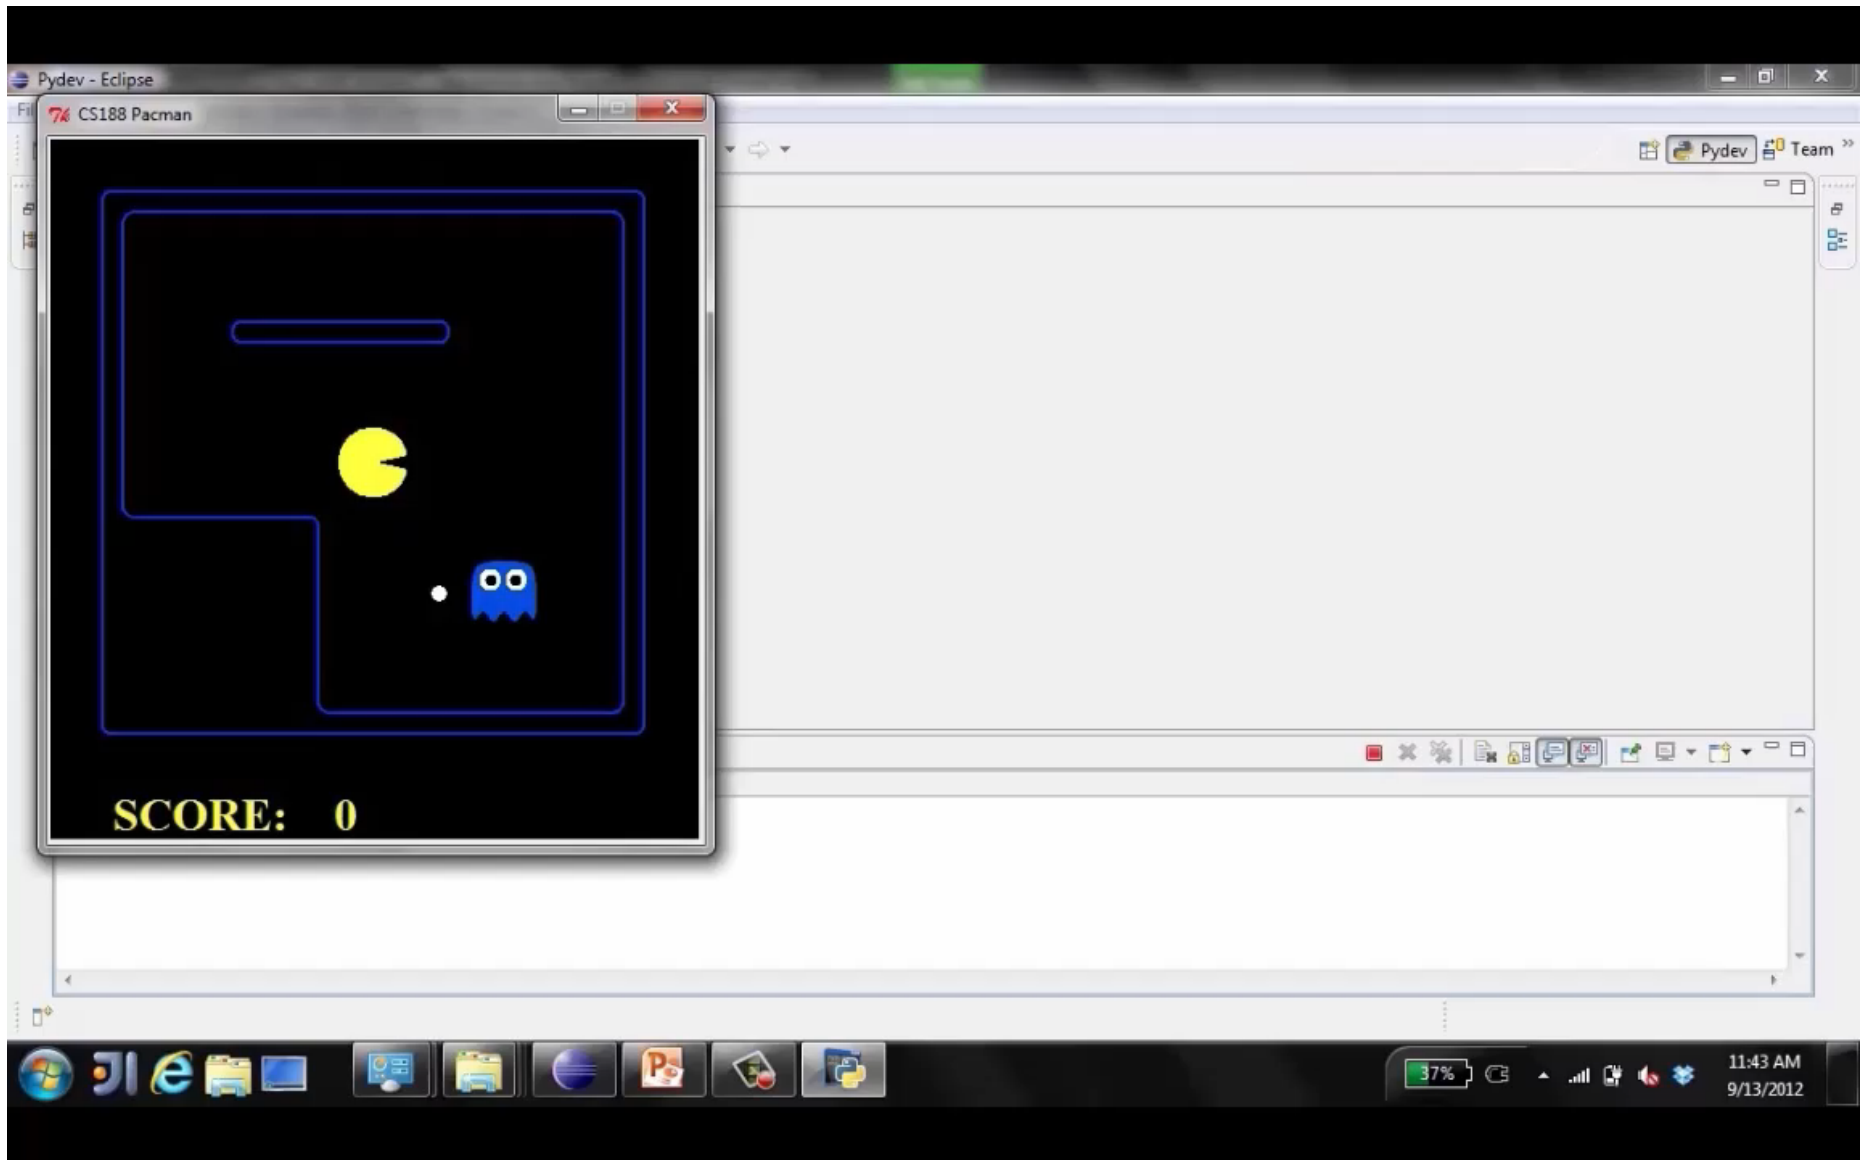 Pydev - Eclipse
CS188 Pacman
Pydev
Team
SCORE: 0
37%
11:43 AM
9/13/2012